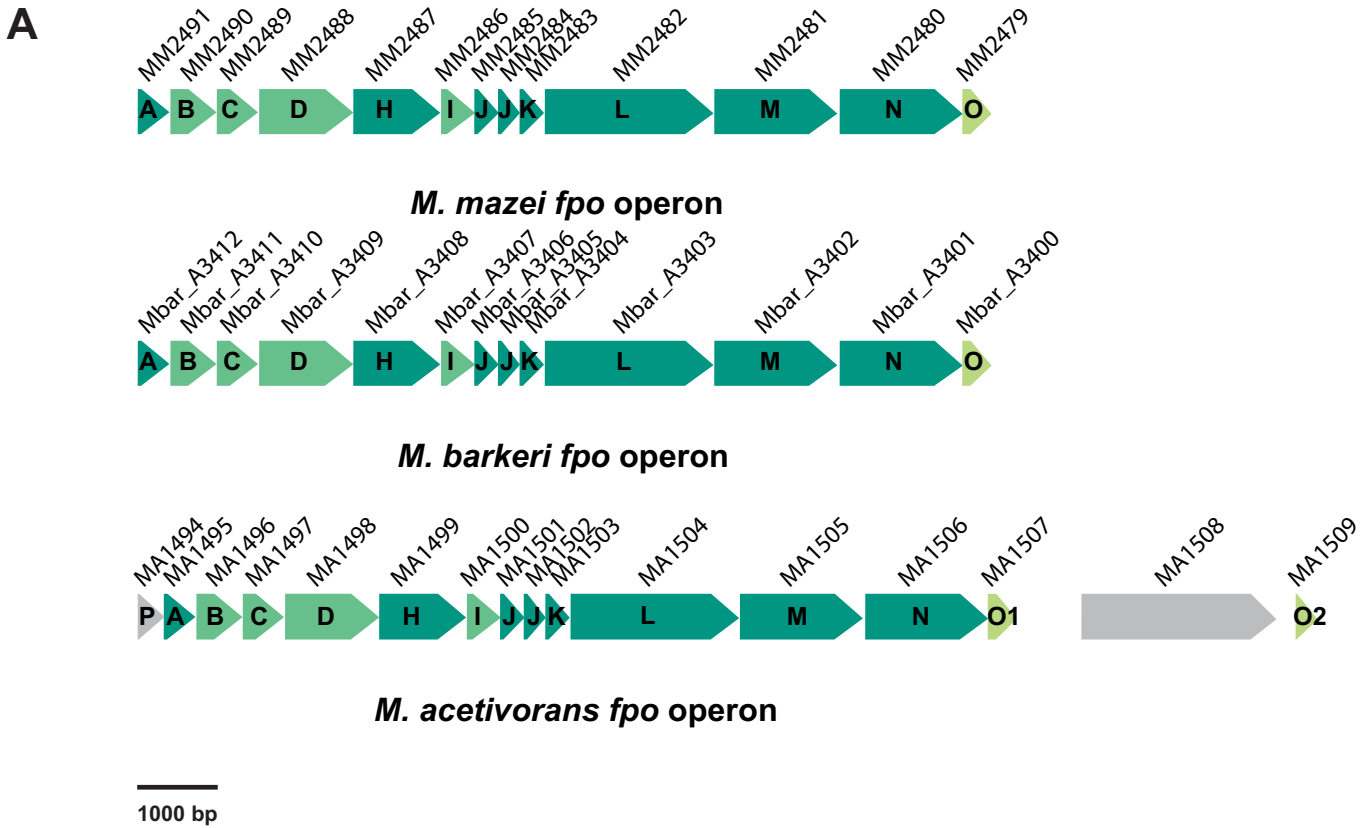 A
MM2491 MM2490 MM2489 MM2488 MM2487 MM2486 MM2485 MM2484 MM2483 MM2482 MM2481 MM2480 MM2479
A B C D H I J J K L M N O
M. mazei fpo operon
Mbar_A3412 Mbar_A3411 Mbar_A3410 Mbar_A3409 Mbar_A3408 Mbar_A3407 Mbar_A3406 Mbar_A3405 Mbar_A3404 Mbar_A3403 Mbar_A3402 Mbar_A3401 Mbar_A3400
A B C D H I J J K L M N O
M. barkeri fpo operon
MA1494 MA1495 MA1496 MA1497 MA1498 MA1499 MA1500 MA1501 MA1502 MA1503 MA1504 MA1505 MA1506 MA1507 MA1508 MA1509
P A B C D H I J J K L M N O1 O2
M. acetivorans fpo operon
1000 bp